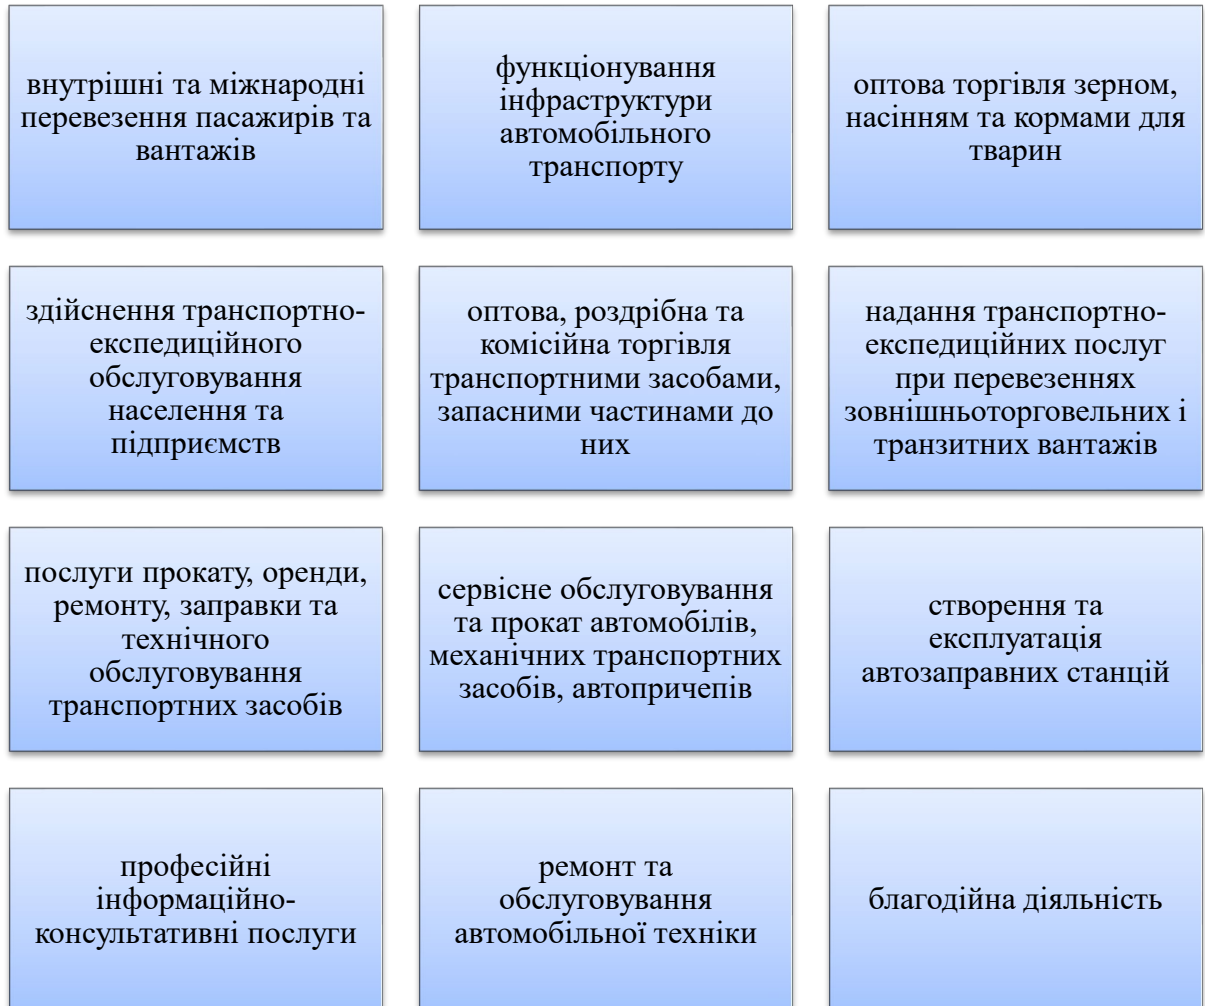 внутрішні та міжнародні
перевезення пасажирів та
вантажів
функціонування
інфраструктури
автомобільного
транспорту
оптова торгівля зерном,
насінням та кормами для
тварин
здійснення транспортно-
експедиційного
обслуговування
населення та
підприємств
оптова, роздрібна та
комісійна торгівля
транспортними засобами,
запасними частинами до
них
надання транспортно-
експедиційних послуг
при перевезеннях
зовнішньоторговельних і
транзитних вантажів
послуги прокату, оренди,
ремонту, заправки та
технічного
обслуговування
транспортних засобів
сервісне обслуговування
та прокат автомобілів,
механічних транспортних
засобів, автопричепів
створення та
експлуатація
автозаправних станцій
професійні
інформаційно-
консультативні послуги
ремонт та
обслуговування
автомобільної техніки
благодійна діяльність